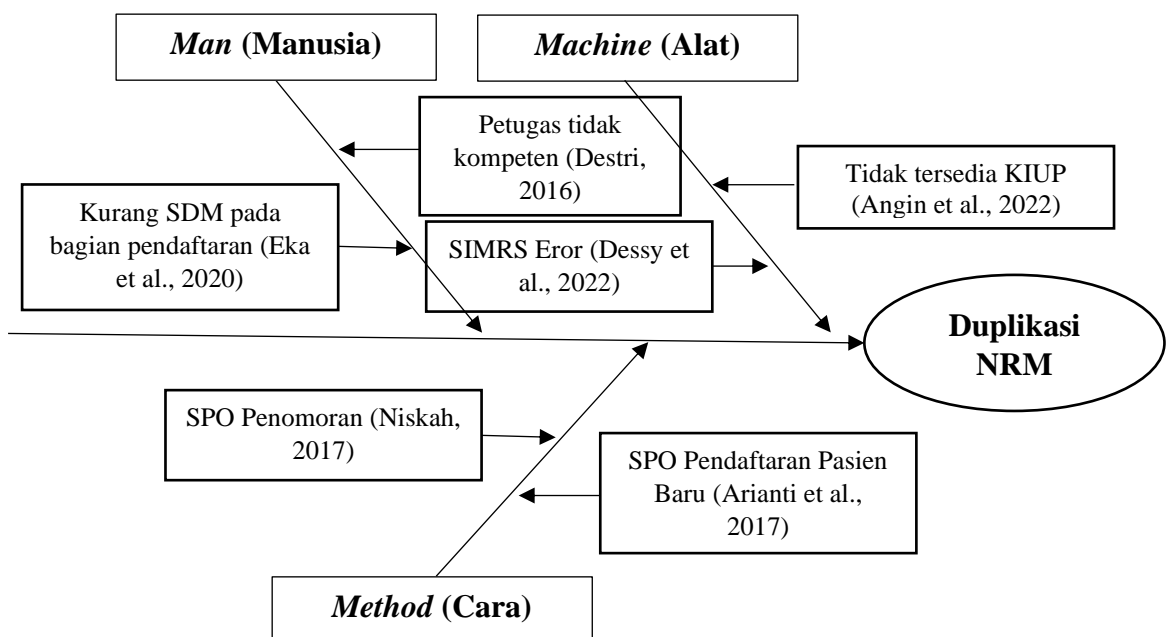 Man (Manusia)
Machine (Alat)
Petugas tidak
kompeten (Destri,
2016)
Tidak tersedia KIUP
(Angin et al., 2022)
Kurang SDM pada
bagian pendaftaran (Eka
et al., 2020)
SIMRS Eror (Dessy et
al., 2022)
Duplikasi
NRM
SPO Penomoran (Niskah,
2017)
SPO Pendaftaran Pasien
Baru (Arianti et al.,
2017)
Method (Cara)